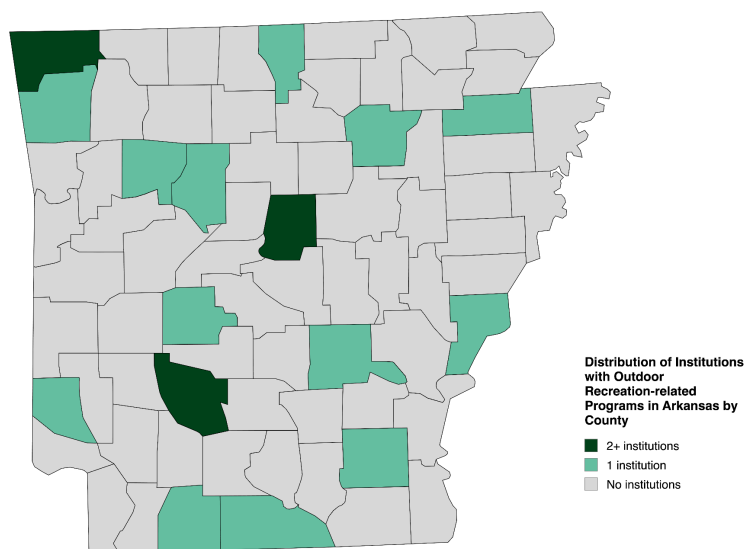 Distribution of Institutions
with Outdoor
Recreation-related
Programs in Arkansas by
County
2+ institutions
1 institution
No institutions